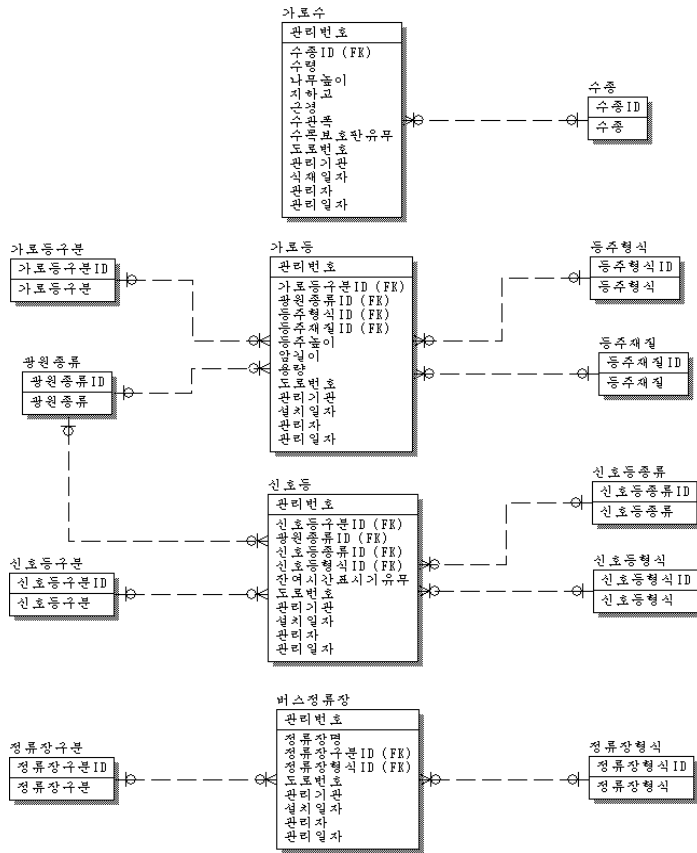 가로수
관리번호
수종ID (FK)
수령
나무높이
지하고
근경
수관폭
수목보호판유무
도로번호
관리기관
식재일자
관리자
관리일자
수종
수종ID
수종
가로등구분
가로등구분ID
가로등구분
광원종류
광원종류ID
광원종류
가로등
관리번호
가로등구분ID (FK)
광원종류ID (FK)
등주형식ID (FK)
등주재질ID (FK)
등주높이
암길이
용량
도로번호
관리기관
설치일자
관리자
관리일자
등주형식
등주형식ID
등주형식
등주재질
등주재질ID
등주재질
신호등구분
신호등구분ID
신호등구분
신호등
관리번호
신호등구분ID (FK)
광원종류ID (FK)
신호등종류ID (FK)
신호등형식ID (FK)
잔여시간표시기유무
도로번호
관리기관
설치일자
관리자
관리일자
신호등종류
신호등종류ID
신호등종류
신호등형식
신호등형식ID
신호등형식
정류장구분
정류장구분ID
정류장구분
버스정류장
관리번호
정류장명
정류장구분ID (FK)
정류장형식ID (FK)
도로번호
관리기관
설치일자
관리자
관리일자
정류장형식
정류장형식ID
정류장형식